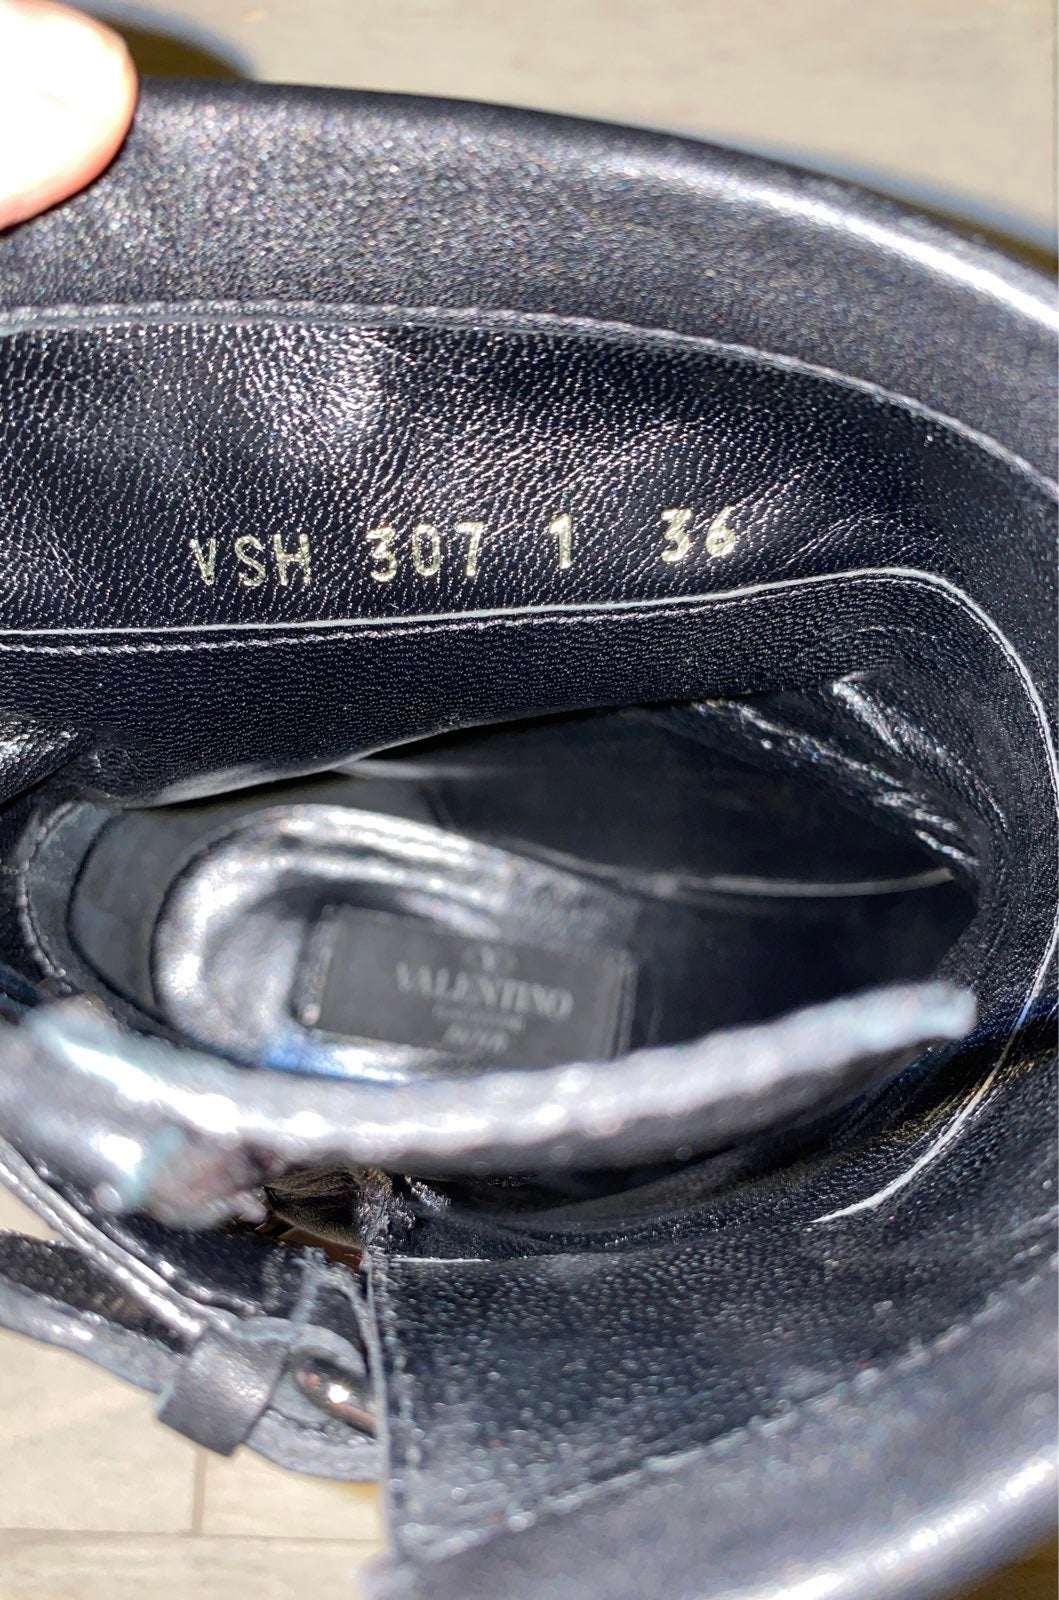 VSH 307 1 36
VALENTINO